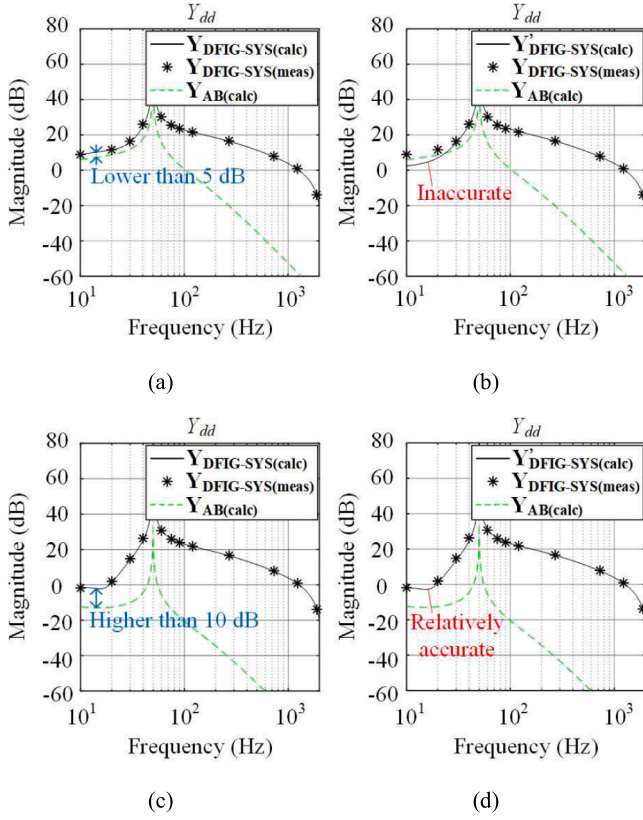 Y_dd
80
60
40
20
0
-20
-40
-60
Magnitude (dB)
Y_DFIG-SYS(calc)
Y_DFIG-SYS(meas)
Y_AB(calc)
Lower than 5 dB
10^1
10^2
10^3
Frequency (Hz)
(a)
Y_dd
80
60
40
20
0
-20
-40
-60
Magnitude (dB)
Y'_DFIG-SYS(calc)
Y_DFIG-SYS(meas)
Y_AB(calc)
Inaccurate
10^1
10^2
10^3
Frequency (Hz)
(b)
Y_dd
80
60
40
20
0
-20
-40
-60
Magnitude (dB)
Y_DFIG-SYS(calc)
Y_DFIG-SYS(meas)
Y_AB(calc)
Higher than 10 dB
10^1
10^2
10^3
Frequency (Hz)
(c)
Y_dd
80
60
40
20
0
-20
-40
-60
Magnitude (dB)
Y'_DFIG-SYS(calc)
Y_DFIG-SYS(meas)
Y_AB(calc)
Relatively
accurate
10^1
10^2
10^3
Frequency (Hz)
(d)